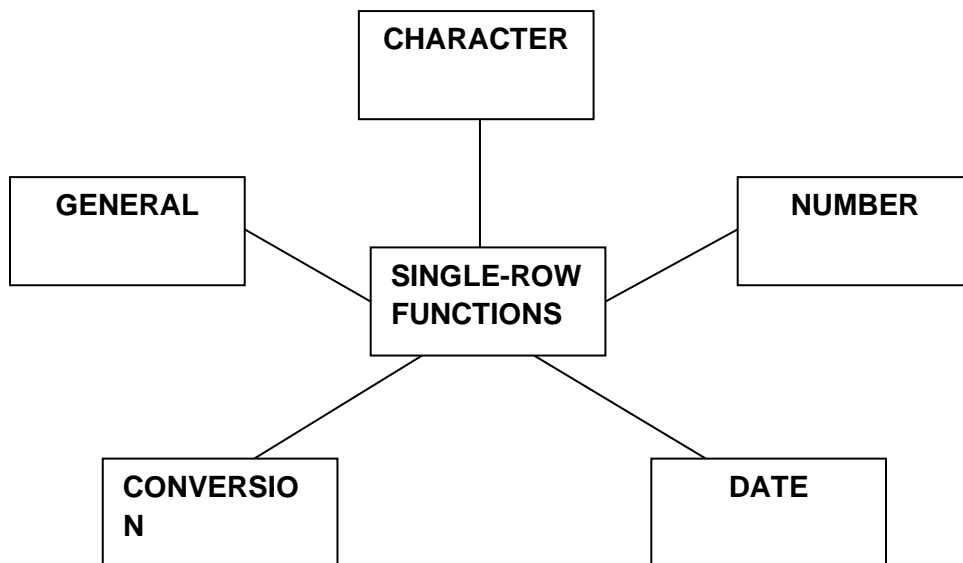 CHARACTER
GENERAL
NUMBER
SINGLE-ROW
FUNCTIONS
CONVERSIO
N
DATE